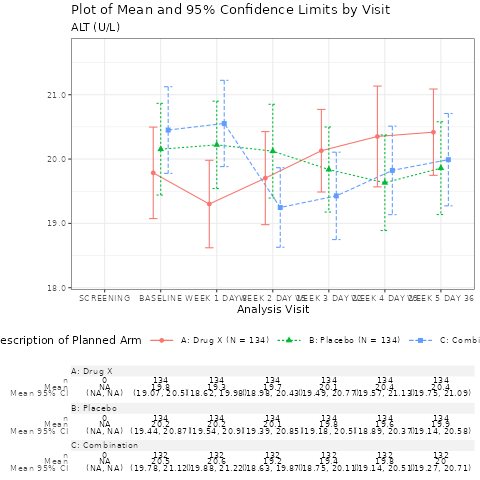 Plot of Mean and 95% Confidence Limits by Visit
ALT (U/L)
21.0
20.0
19.0
18.0
SCREENING BASELINE WEEK 1 DAY 8 WEEK 2 DAY 15 WEEK 3 DAY 22 WEEK 4 DAY 29 WEEK 5 DAY 36
Analysis Visit
escription of Planned Arm A: Drug X (N = 134) B: Placebo (N = 134) C: Combi
A: Drug X
n 0 134 134 134 134 134 134
Mean NA 19.8 19.3 19.7 20.1 20.4 20.4
Mean 95% CI (NA, NA) (19.07, 20.5) (18.62, 19.98) (18.98, 20.43) (19.49, 20.77) (19.57, 21.13) (19.75, 21.09)
B: Placebo
n 0 134 134 134 134 134 134
Mean NA 20.2 20.2 20.1 19.8 19.6 19.9
Mean 95% CI (NA, NA) (19.44, 20.87) (19.54, 20.9) (19.39, 20.85) (19.18, 20.5) (18.89, 20.37) (19.14, 20.58)
C: Combination
n 0 132 132 132 132 132 132
Mean NA 20.5 20.6 19.2 19.4 19.8 20
Mean 95% CI (NA, NA) (19.78, 21.12) (19.88, 21.22) (18.63, 19.87) (18.75, 20.11) (19.14, 20.51) (19.27, 20.71)